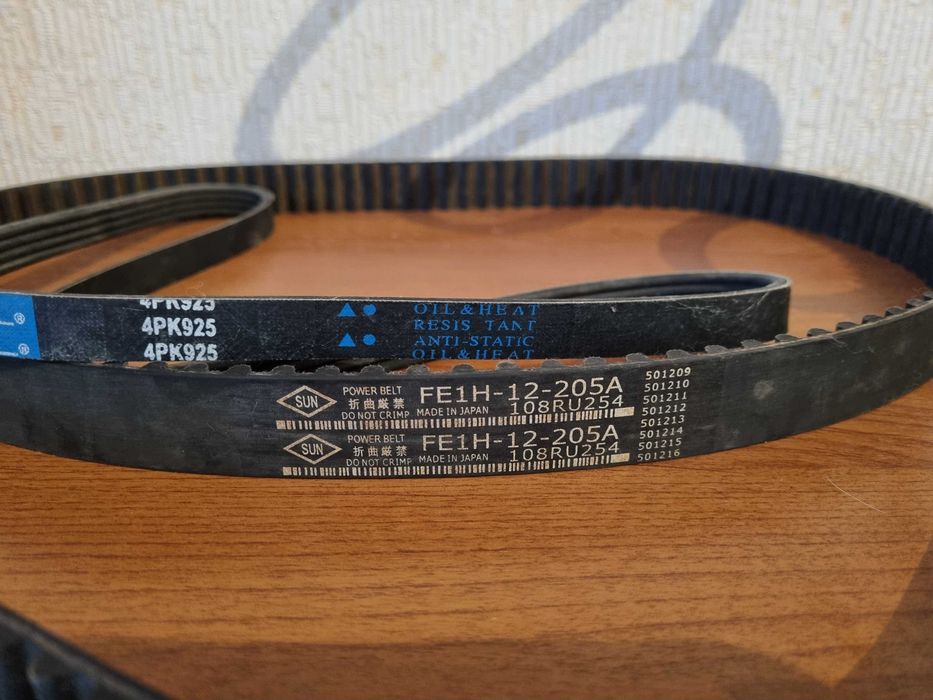 4PK925
4PK925
4PK925
®
®
OIL & HEAT
RESIS TANT
ANTI-STATIC
OIL & HEAT
SUN
POWER BELT
折曲厳禁
DO NOT CRIMP
MADE IN JAPAN
FE1H-12-205A
108RU254
SUN
POWER BELT
折曲厳禁
DO NOT CRIMP
MADE IN JAPAN
FE1H-12-205A
108RU254
501209
501210
501211
501212
501213
501214
501215
501216